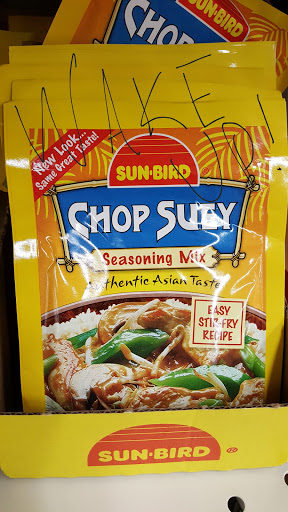 SUN·BIRD
WAKE
UP!
New Look...
Same Great Taste!
SUN·BIRD
CHOP SUEY
Seasoning Mix
Authentic Asian Taste
EASY
STIR-FRY
RECIPE
SUN·BIRD ®